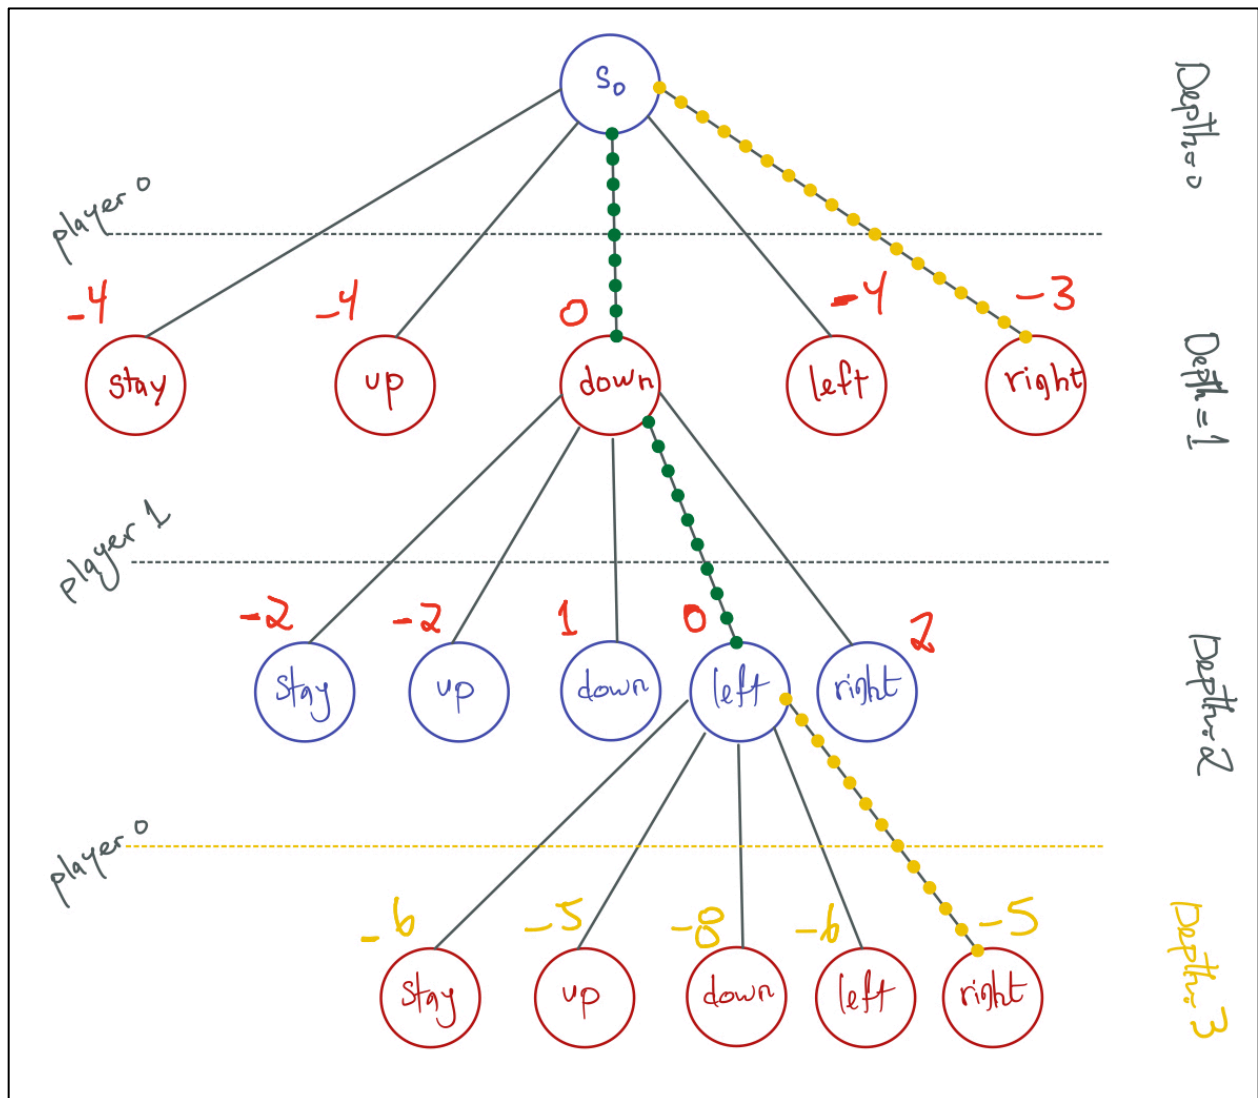 S₀
Depth=0
player 0
-4 -4 0 -4 -3
stay up down left right
Depth=1
player 1
-2 -2 1 0 2
stay up down left right
Depth=2
player 0
-6 -5 -8 -6 -5
stay up down left right
Depth=3